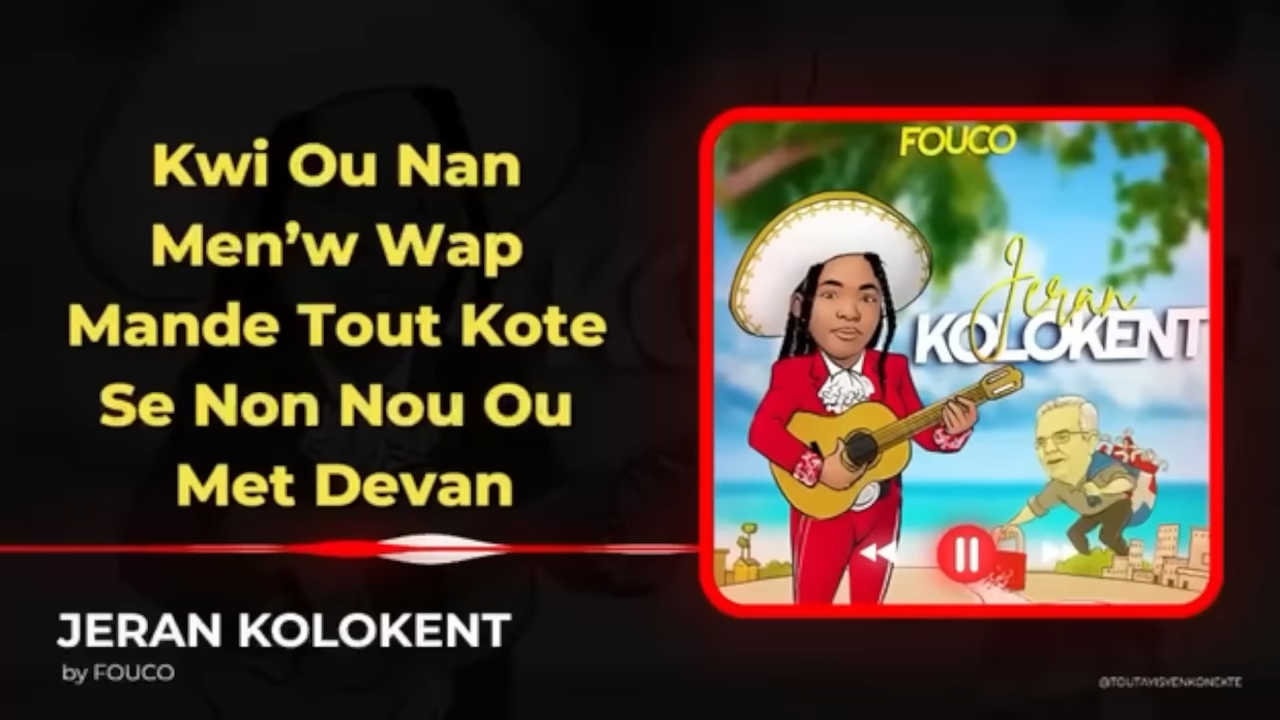 Kwi Ou Nan
Men’w Wap
Mande Tout Kote
Se Non Nou Ou
Met Devan
FOUCO
Jeran
KOLOKENT
JERAN KOLOKENT
by FOUCO
@TOUTAYISYENKONEKTE